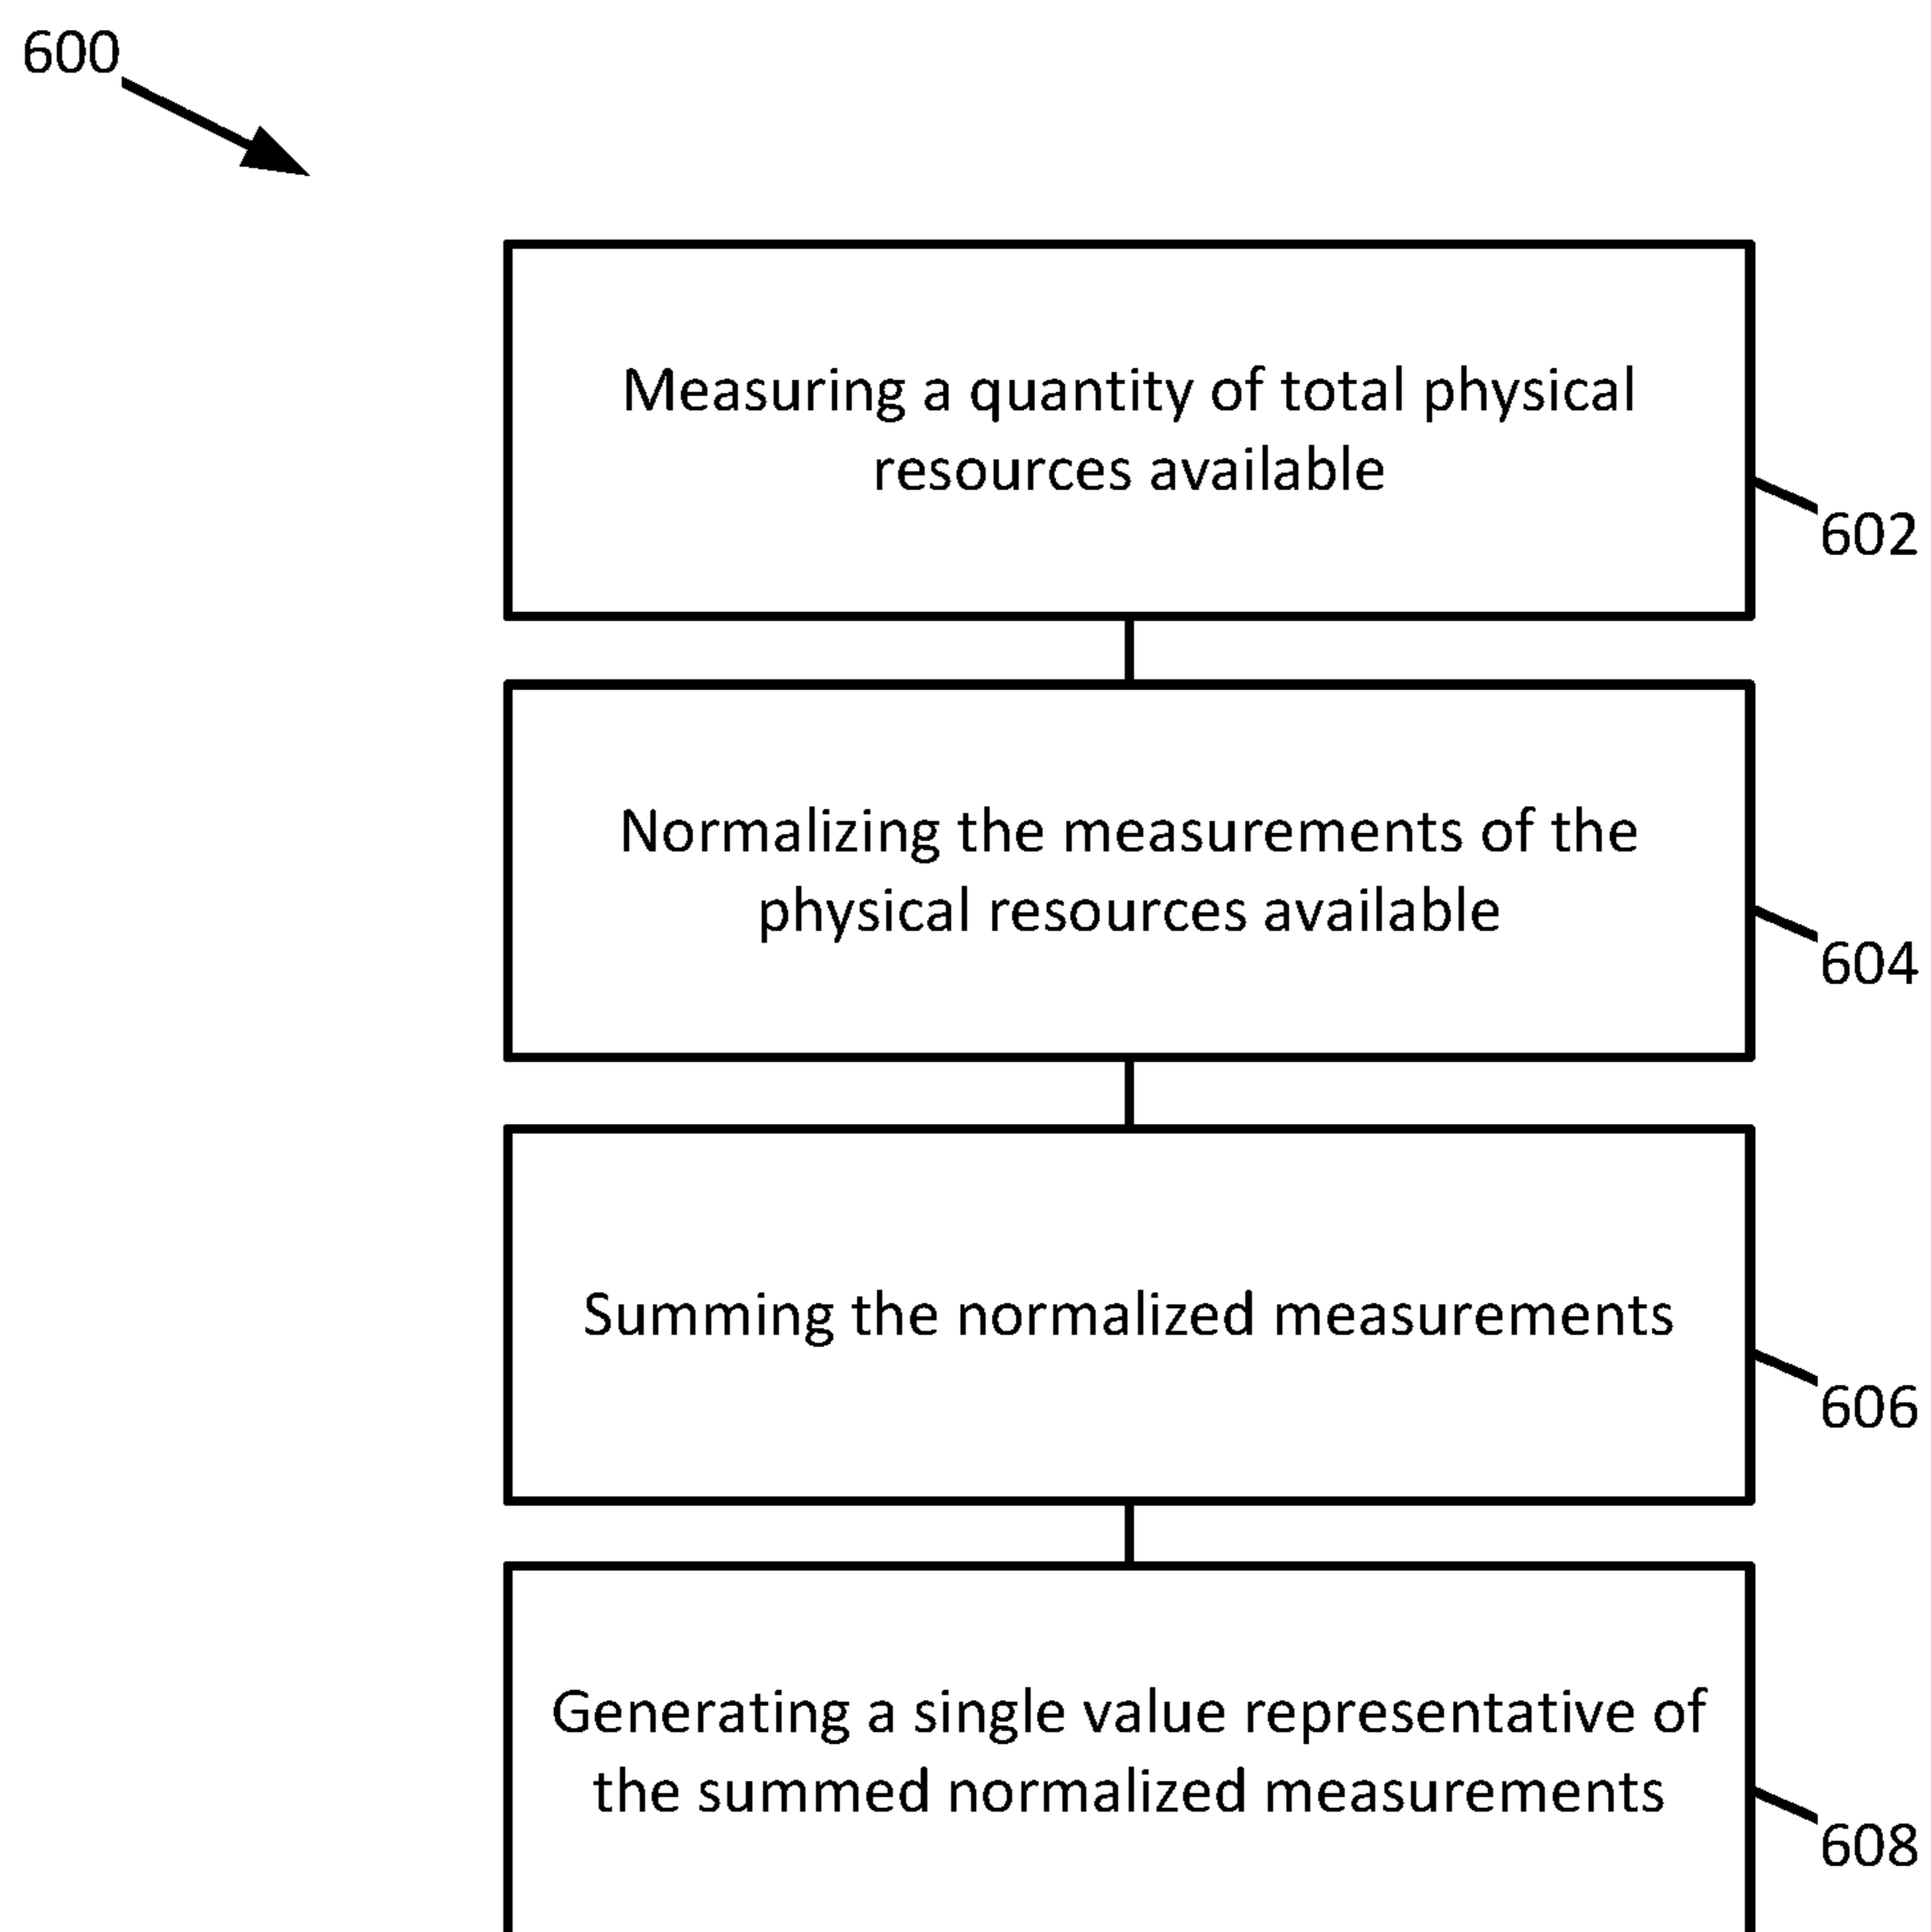 600
Measuring a quantity of total physical
resources available
602
Normalizing the measurements of the
physical resources available
604
Summing the normalized measurements
606
Generating a single value representative of
the summed normalized measurements
608